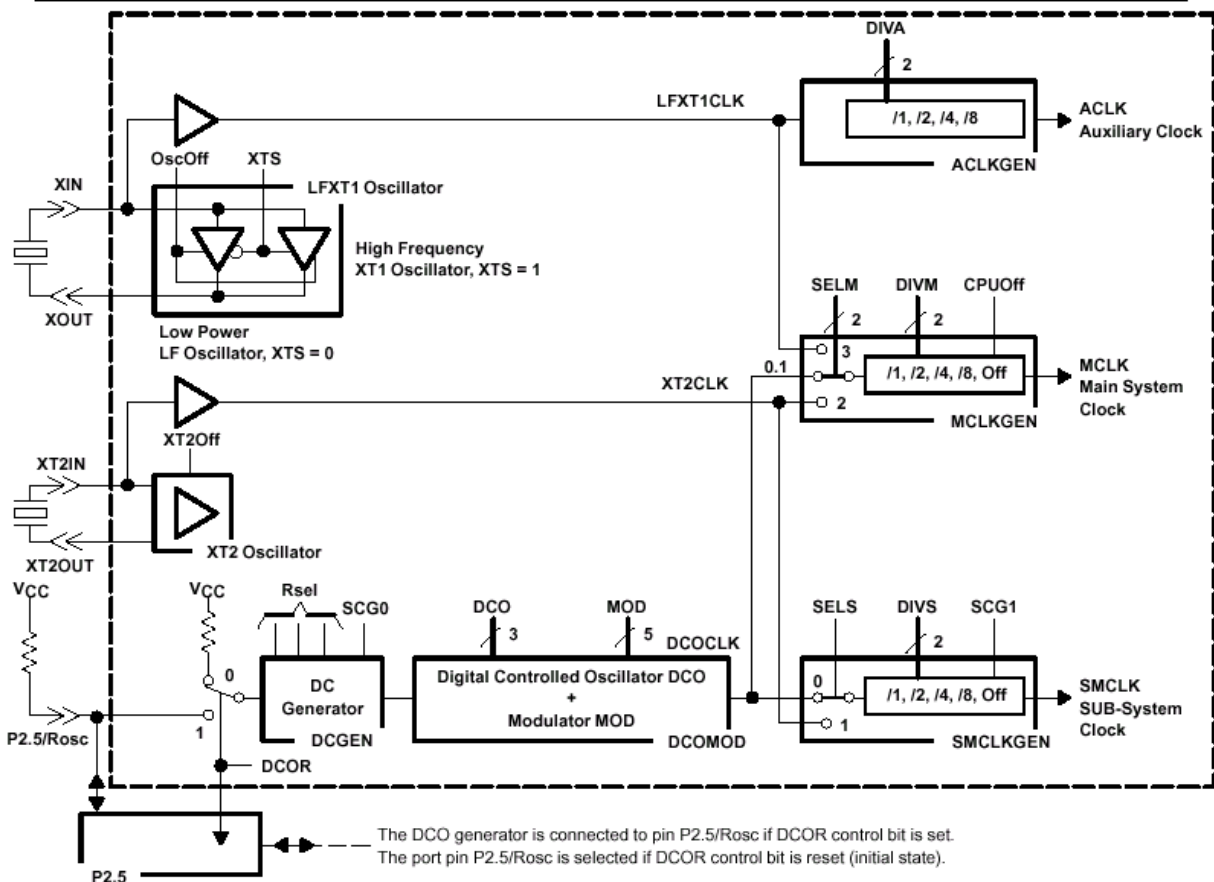 DIVA
2
LFXT1CLK
/1, /2, /4, /8
ACLK
Auxiliary Clock
ACLKGEN
OscOff
XTS
XIN
LFXT1 Oscillator
High Frequency
XT1 Oscillator, XTS = 1
XOUT
Low Power
LF Oscillator, XTS = 0
SELM
DIVM
CPUOff
2
2
3
0.1
/1, /2, /4, /8, Off
2
MCLK
Main System
Clock
MCLKGEN
XT2CLK
XT2Off
XT2IN
XT2OUT
XT2 Oscillator
VCC
VCC
Rsel
SCG0
DCO
MOD
3
5
DCOCLK
SELS
DIVS
SCG1
2
0
1
DC
Generator
DCGEN
Digital Controlled Oscillator DCO
+
Modulator MOD
DCOMOD
0
1
/1, /2, /4, /8, Off
SMCLK
SUB-System
Clock
SMCLKGEN
P2.5/Rosc
DCOR
P2.5
The DCO generator is connected to pin P2.5/Rosc if DCOR control bit is set.
The port pin P2.5/Rosc is selected if DCOR control bit is reset (initial state).